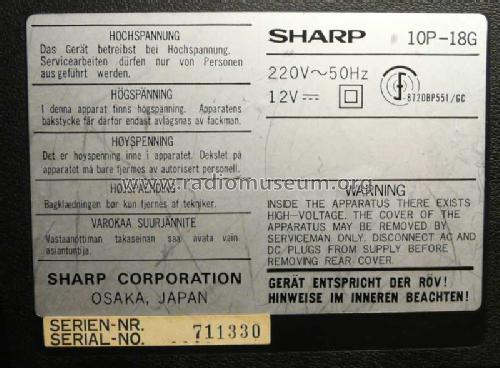 HOCHSPANNUNG
Das Gerät betreibst bei Hochspannung.
Servicearbeiten dürfen nur von Personen
aus geführt werden.
HÖGSPÄNNING
I denna apparat finns högspanning. Apparatens
bakstycke får därför endast avlagsnas av fackman.
HØYSPENNING
Det er høyspenning inne i apparatet. Dekslet på
apparatet må bare fjernes av autorisert personell.
HØJSPÆNDING
Bagklædningen bør kun fjernes af tekniker.
VAROKAA SUURJÄNNITE
Vastaanottiman takaseinan saa avata vain
asiantuntija.
SHARP CORPORATION
OSAKA, JAPAN
SERIEN-NR.
SERIAL-NO. 711330
SHARP 10P-18G
220V~50Hz
12V
8720BP551/GC
www.radiomuseum.org
WARNING
INSIDE THE APPARATUS THERE EXISTS
HIGH-VOLTAGE. THE COVER OF THE
APPARATUS MAY BE REMOVED BY
SERVICEMAN ONLY. DISCONNECT AC AND
DC PLUGS FROM SUPPLY BEFORE
REMOVING REAR COVER.
GERÄT ENTSPRICHT DER RÖV!
HINWEISE IM INNEREN BEACHTEN!